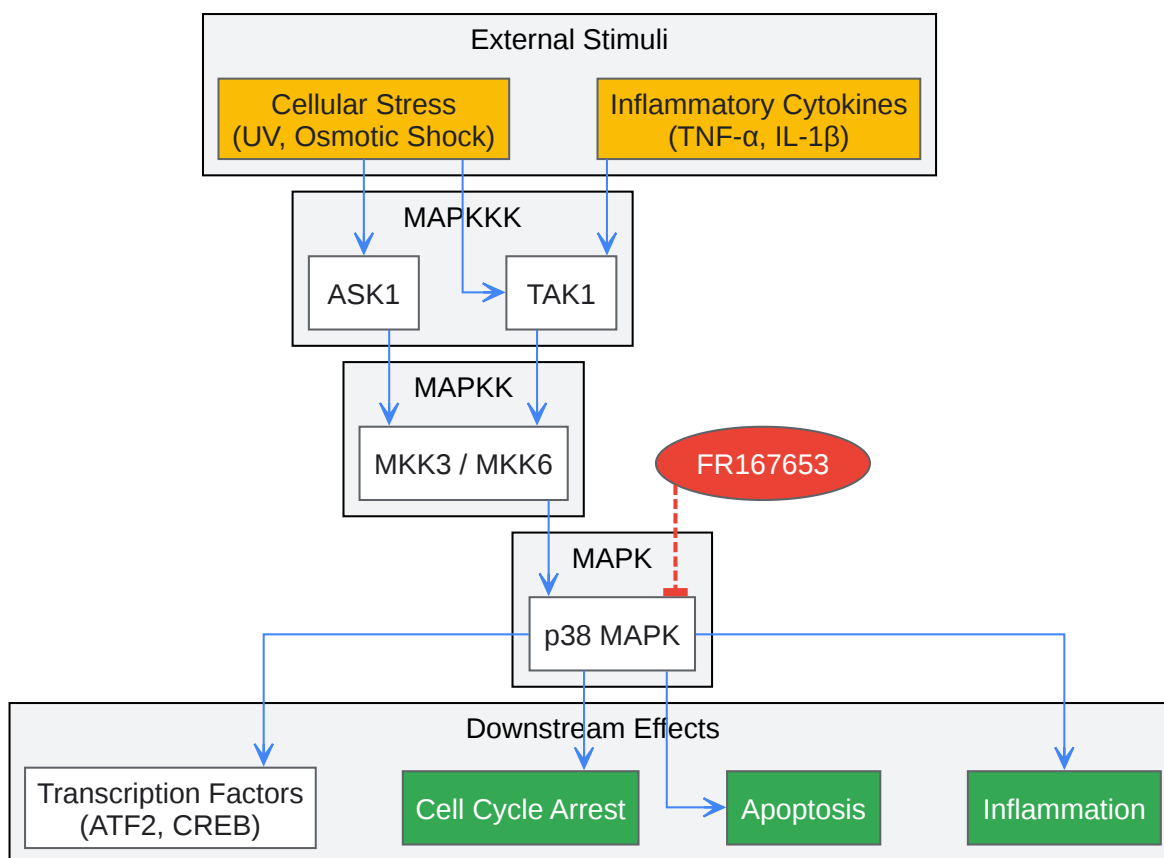 External Stimuli
Cellular Stress
(UV, Osmotic Shock)
Inflammatory Cytokines
(TNF-α, IL-1β)
MAPKKK
ASK1
TAK1
MAPKK
MKK3 / MKK6
FR167653
MAPK
p38 MAPK
Downstream Effects
Transcription Factors
(ATF2, CREB)
Cell Cycle Arrest
Apoptosis
Inflammation